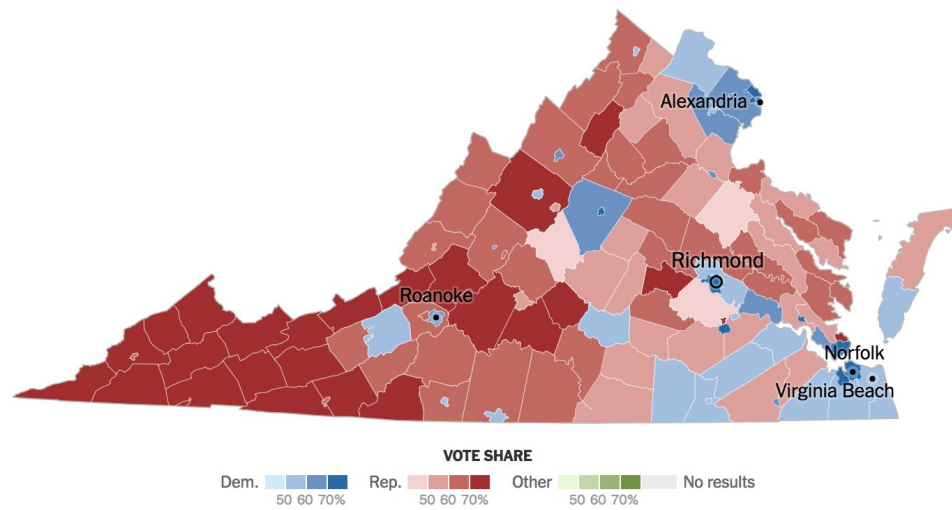 Alexandria
Richmond
Roanoke
Norfolk
Virginia Beach
VOTE SHARE
Dem. Rep. Other No results
50 60 70% 50 60 70% 50 60 70%